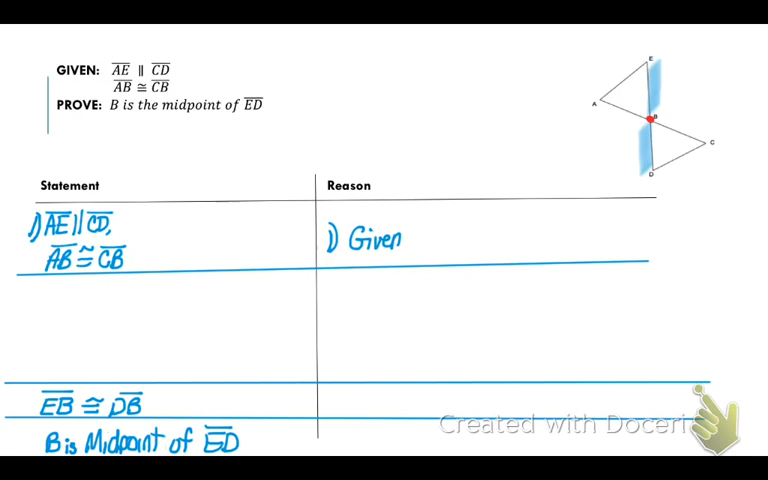 GIVEN: AE ∥ CD
AB ≅ CB
PROVE: B is the midpoint of ED
E
A
B
C
D
Statement Reason
1) AE ∥ CD, 
AB ≅ CB
1) Given
EB ≅ DB
B is Midpoint of ED
Created with Doceri